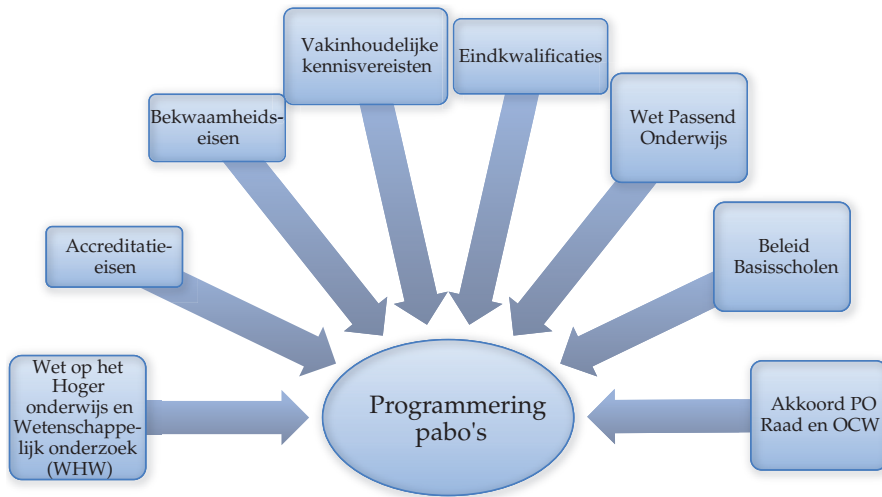 Vakinhoudelijke
kennisvereisten
Eindkwalificaties
Bekwaamheids-
eisen
Wet Passend
Onderwijs
Accreditatie-
eisen
Beleid
Basisscholen
Wet op het
Hoger
onderwijs en
Wetenschappe-
lijk onderzoek
(WHW)
Programmering
pabo's
Akkoord PO
Raad en OCW